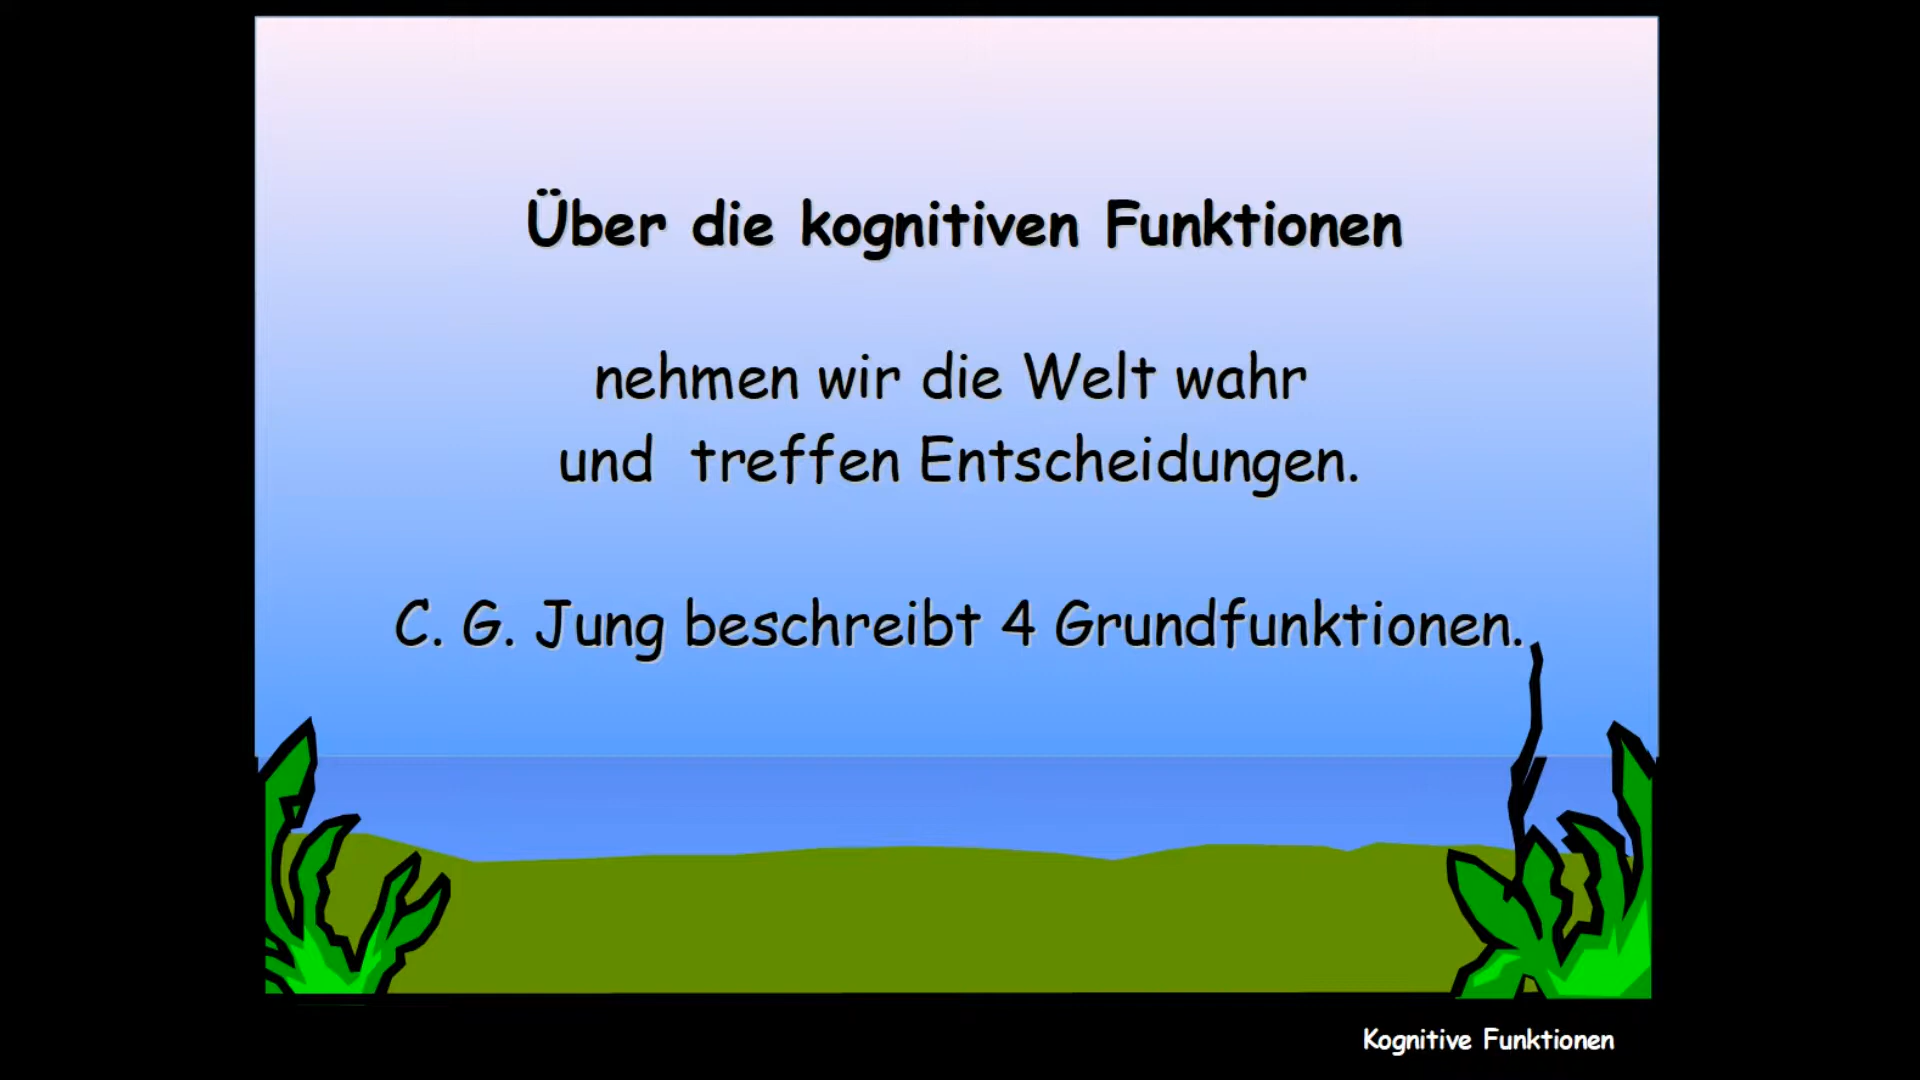 Über die kognitiven Funktionen
nehmen wir die Welt wahr
und treffen Entscheidungen.
C. G. Jung beschreibt 4 Grundfunktionen.
Kognitive Funktionen